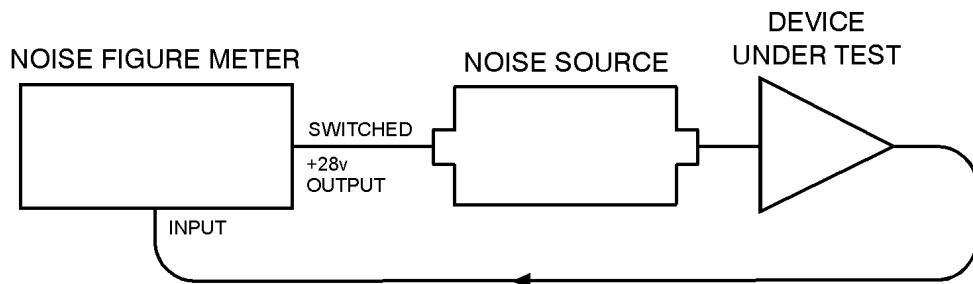 DEVICE
UNDER TEST
NOISE FIGURE METER
NOISE SOURCE
SWITCHED
+28v
OUTPUT
INPUT